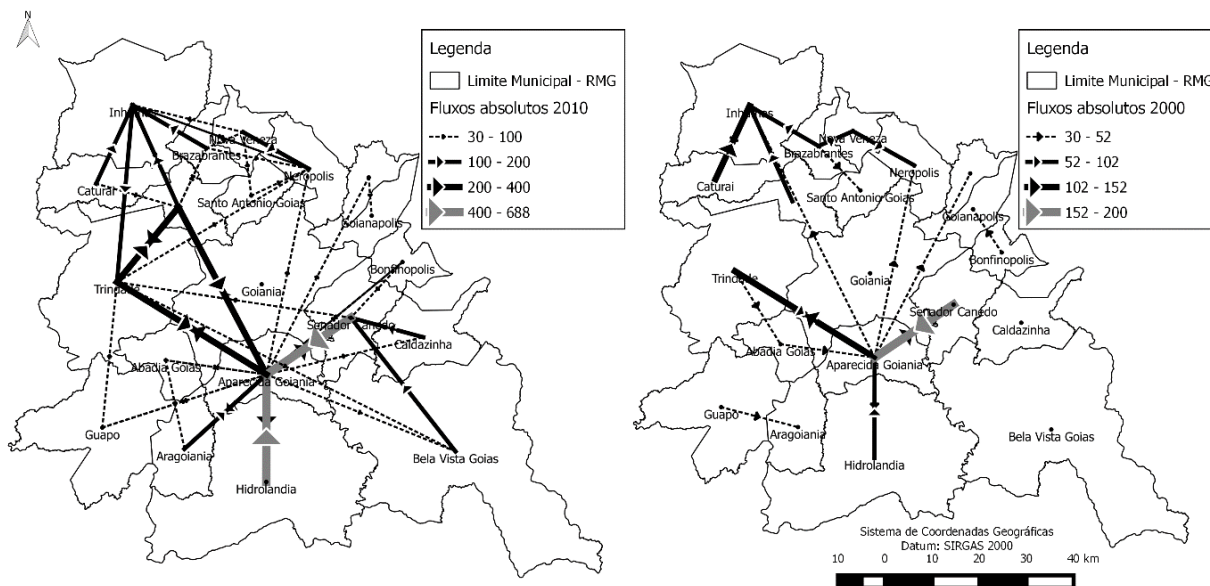 N
Legenda
Limite Municipal - RMG
Fluxos absolutos 2010
30 - 100
100 - 200
200 - 400
400 - 688
Inhumas
Nova Veneza
Brazabrantes
Neropolis
Caturai
Santo Antonio Goias
Goianapolis
Bonfinopolis
Goiania
Trindade
Senador Canedo
Caldazinha
Abadia Goias
Aparecida Goiania
Guapo
Aragoiania
Bela Vista Goias
Hidrolandia
Legenda
Limite Municipal - RMG
Fluxos absolutos 2000
30 - 52
52 - 102
102 - 152
152 - 200
Inhumas
Nova Veneza
Brazabrantes
Neropolis
Caturai
Santo Antonio Goias
Goianapolis
Bonfinopolis
Goiania
Trindade
Senador Canedo
Caldazinha
Abadia Goias
Aparecida Goiania
Guapo
Aragoiania
Bela Vista Goias
Hidrolandia
Sistema de Coordenadas Geográficas
Datum: SIRGAS 2000
10 0 10 20 30 40 km